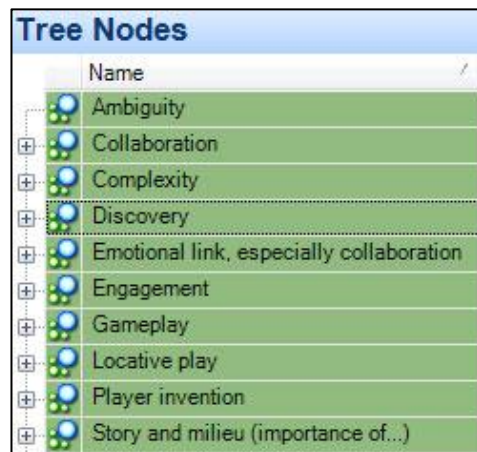 Tree Nodes
Name
Ambiguity
Collaboration
Complexity
Discovery
Emotional link, especially collaboration
Engagement
Gameplay
Locative play
Player invention
Story and milieu (importance of...)